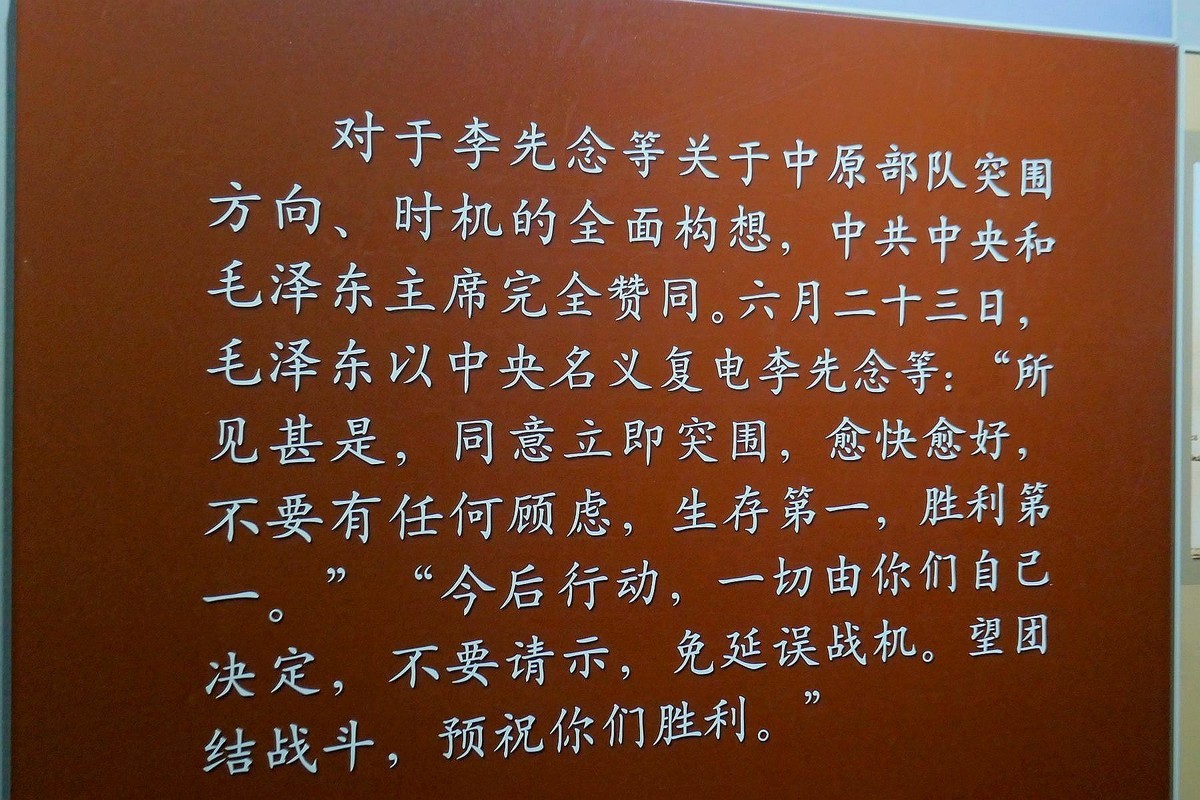 对于李先念等关于中原部队突围
方向、时机的全面构想，中共中央和
毛泽东主席完全赞同。六月二十三日，
毛泽东以中央名义复电李先念等：“所
见甚是，同意立即突围，愈快愈好，
不要有任何顾虑，生存第一，胜利第
一。”“今后行动，一切由你们自己
决定，不要请示，免延误战机。望团
结战斗，预祝你们胜利。”